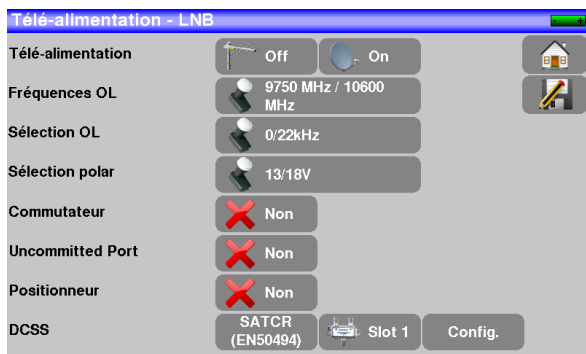 Télé-alimentation - LNB
Télé-alimentation
Off
On
Fréquences OL
9750 MHz / 10600
MHz
Sélection OL
0/22kHz
Sélection polar
13/18V
Commutateur
Non
Uncommitted Port
Non
Positionneur
Non
DCSS
SATCR
(EN50494)
Slot 1
Config.